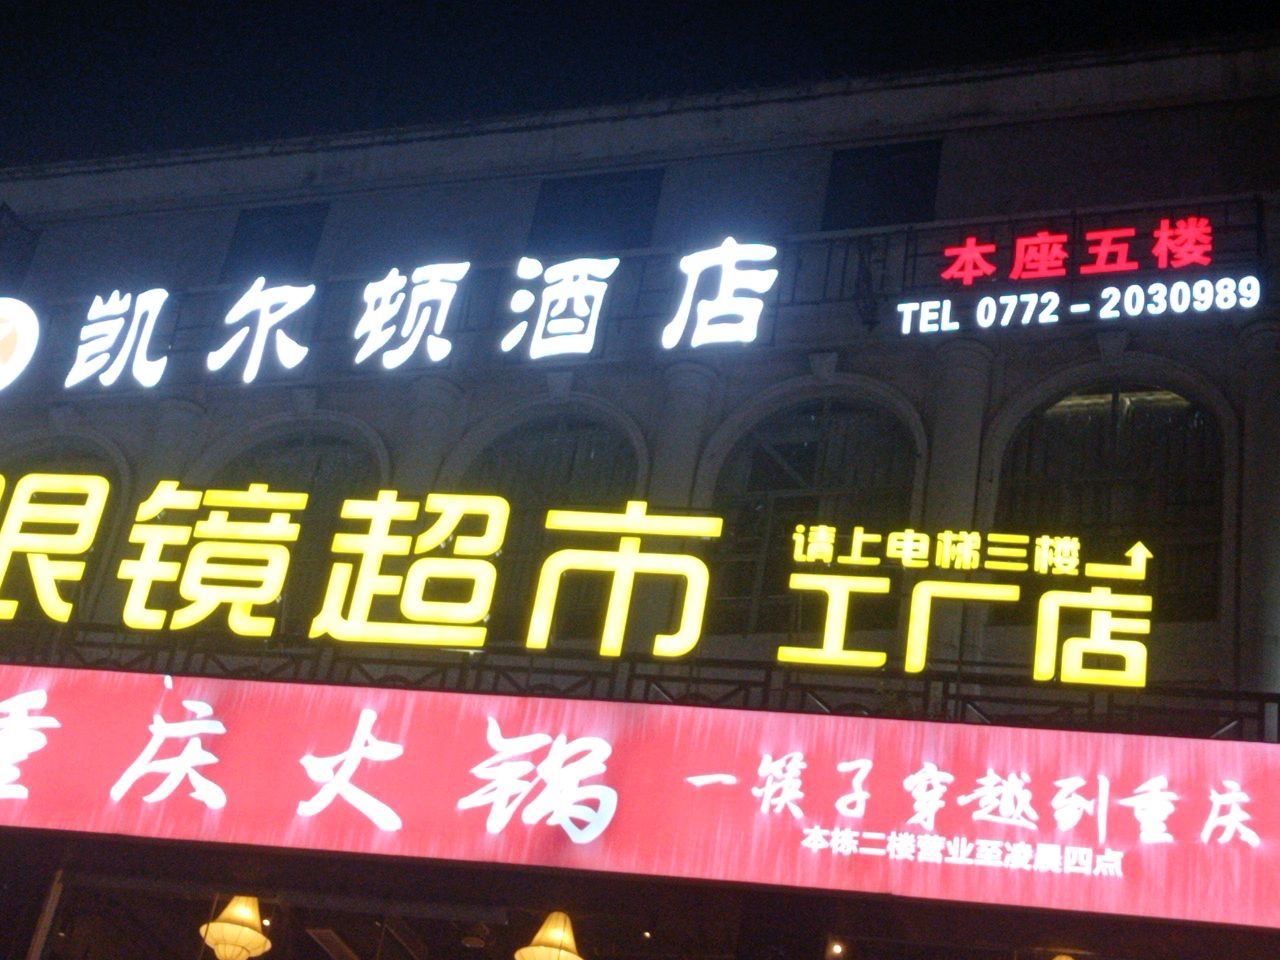 凯尔顿酒店
本座五楼
TEL 0772-2030989
眼镜超市
请上电梯三楼
工厂店
重庆火锅
一筷子穿越到重庆
本栋二楼营业至凌晨四点